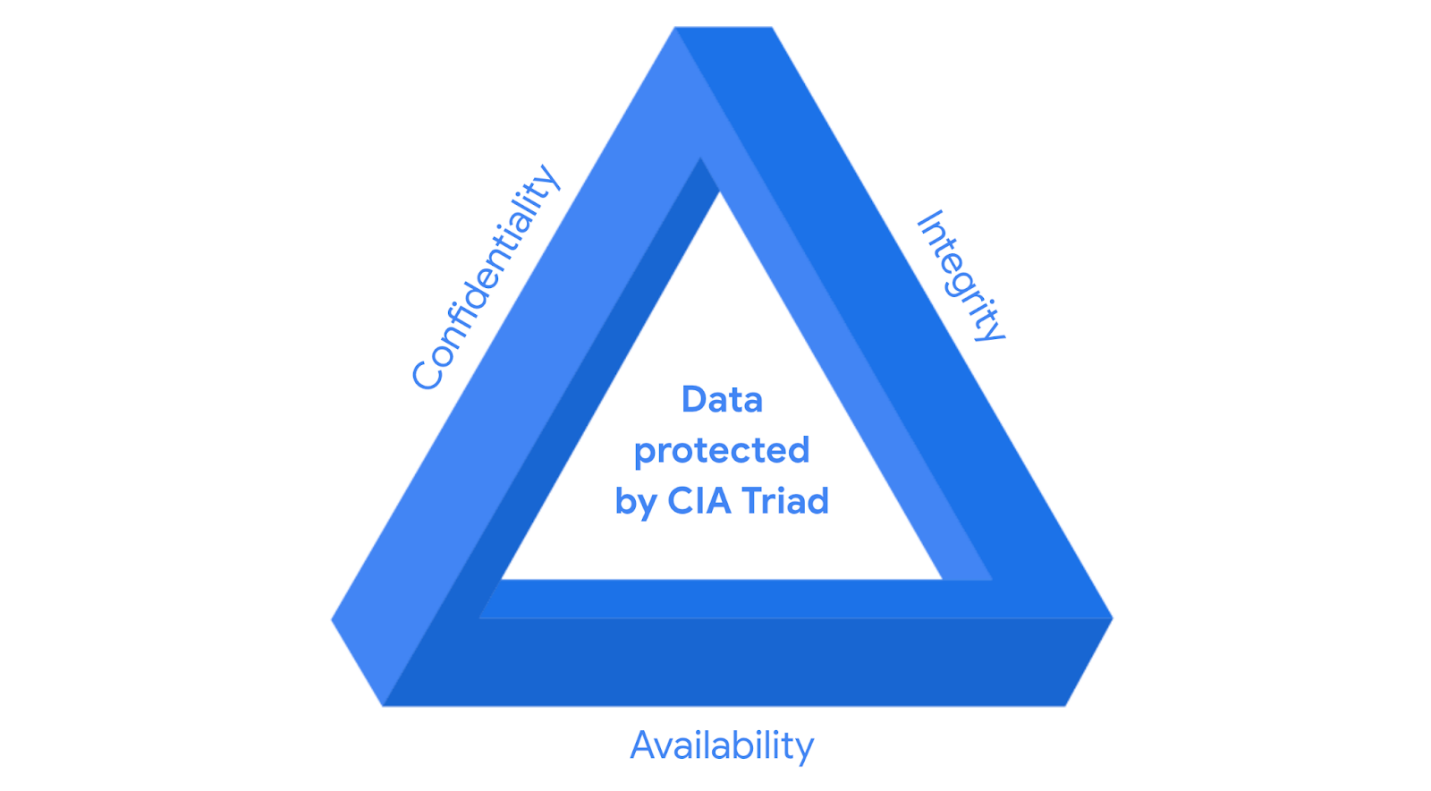 Confidentiality
Integrity
Data
protected
by CIA Triad
Availability